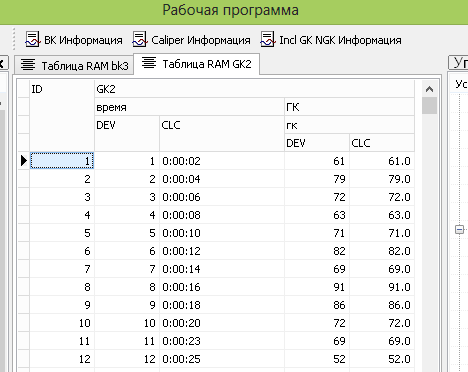 Рабочая программа
BK Информация Caliper Информация Incl GK NGK Информация
Таблица RAM bk3 Таблица RAM GK2
ID GK2
время ГК
гк
DEV CLC DEV CLC
1 1 0:00:02 61 61.0
2 2 0:00:04 79 79.0
3 3 0:00:06 72 72.0
4 4 0:00:08 63 63.0
5 5 0:00:10 71 71.0
6 6 0:00:12 82 82.0
7 7 0:00:14 69 69.0
8 8 0:00:16 91 91.0
9 9 0:00:18 86 86.0
10 10 0:00:20 72 72.0
11 11 0:00:23 69 69.0
12 12 0:00:25 52 52.0